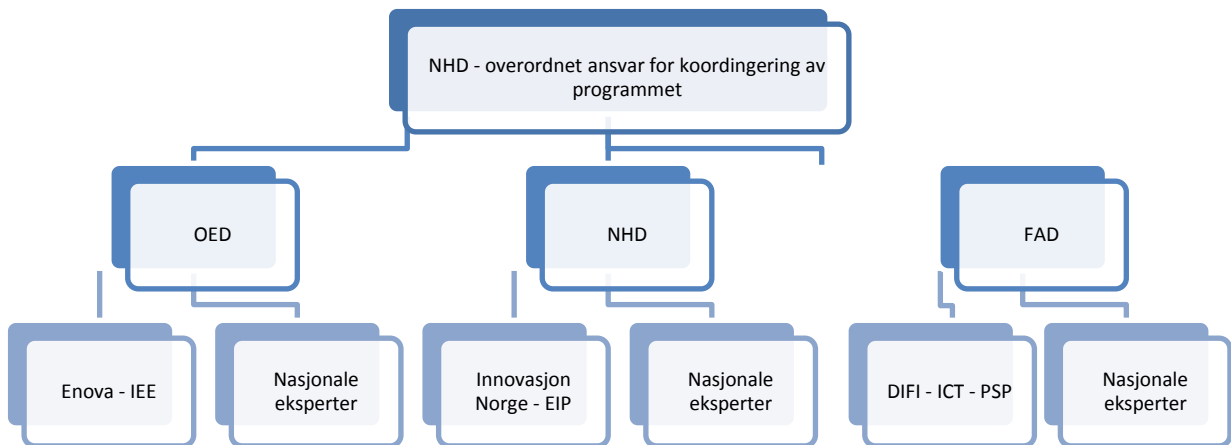 NHD - overordnet ansvar for koordingering av
programmet
OED
NHD
FAD
Enova - IEE
Nasjonale
eksperter
Innovasjon
Norge - EIP
Nasjonale
eksperter
DIFI - ICT - PSP
Nasjonale
eksperter